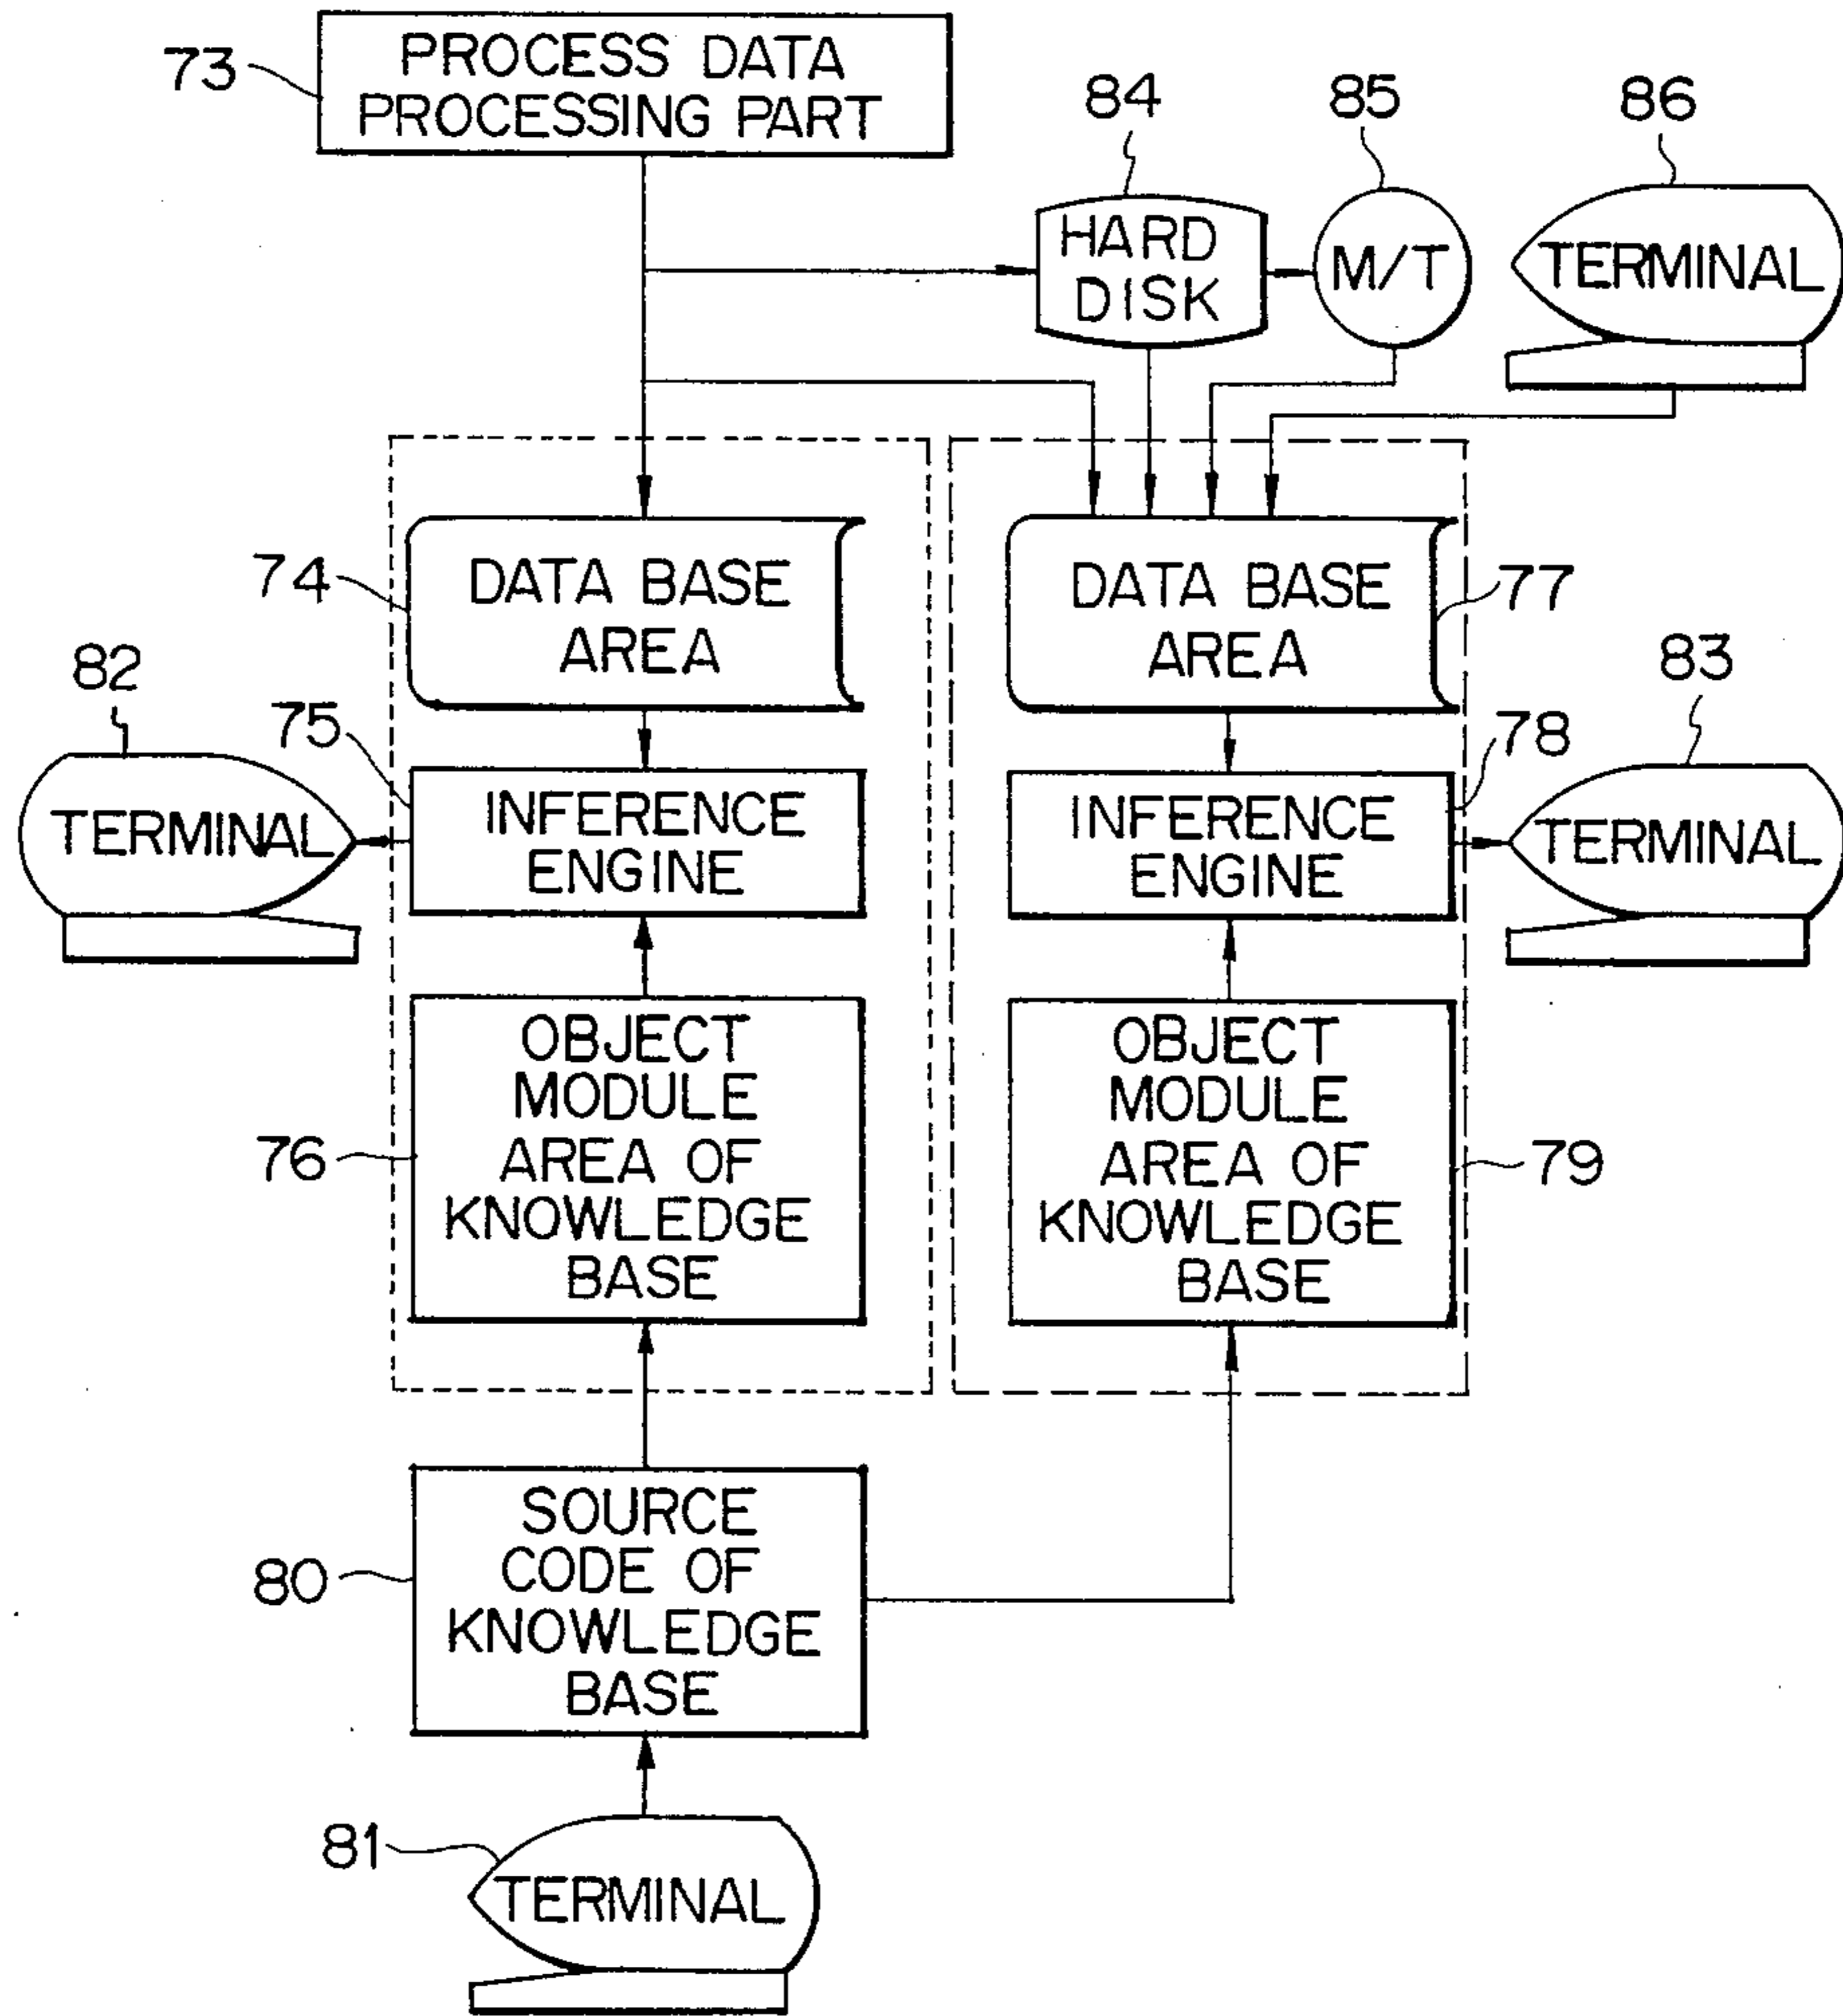 73
PROCESS DATA
PROCESSING PART
84
85
86
HARD
DISK
M/T
TERMINAL
74
DATA BASE
AREA
DATA BASE
AREA
77
82
83
75
78
TERMINAL
INFERENCE
ENGINE
INFERENCE
ENGINE
TERMINAL
76
OBJECT
MODULE
AREA OF
KNOWLEDGE
BASE
OBJECT
MODULE
AREA OF
KNOWLEDGE
BASE
79
80
SOURCE
CODE OF
KNOWLEDGE
BASE
81
TERMINAL